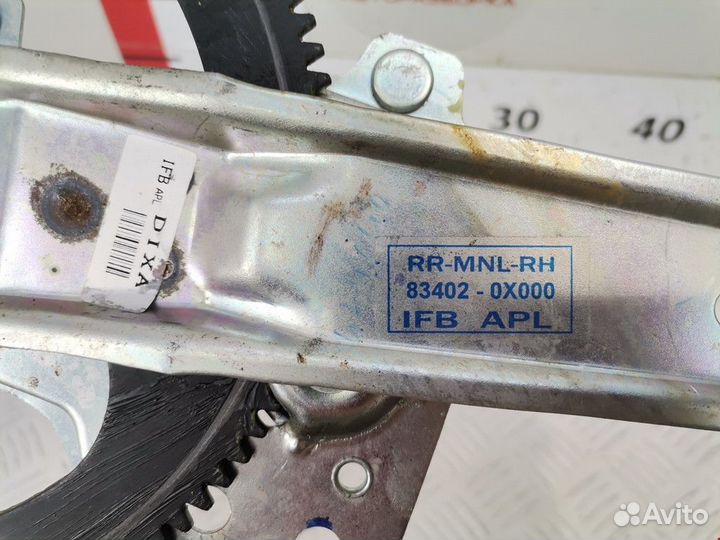 30
40
RR-MNL-RH
83402 - 0X000
IFB APL
IFB APL
DIXA
Avito